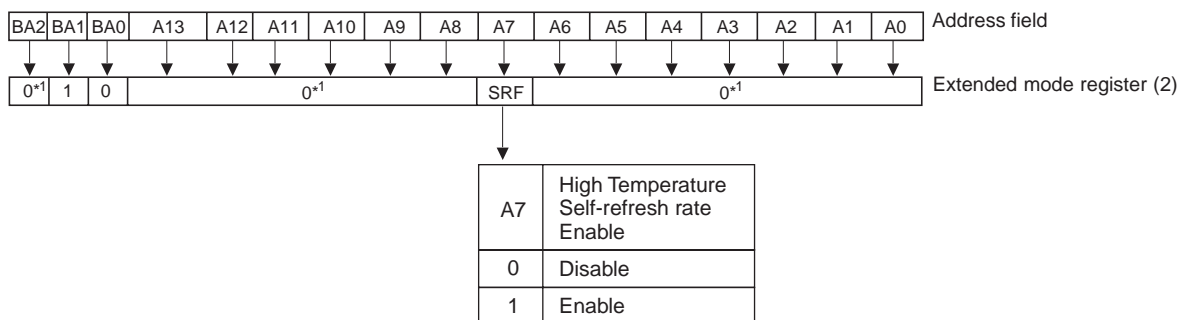 BA2 BA1 BA0 A13 A12 A11 A10 A9 A8 A7 A6 A5 A4 A3 A2 A1 A0 Address field
0*1 1 0 0*1 SRF 0*1 Extended mode register (2)
A7 High Temperature
Self-refresh rate
Enable
0 Disable
1 Enable